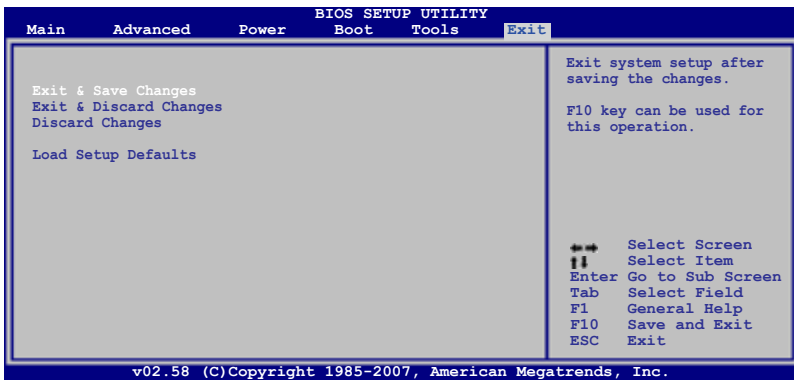 BIOS SETUP UTILITY
Main Advanced Power Boot Tools Exit
Exit & Save Changes
Exit & Discard Changes
Discard Changes
Load Setup Defaults
Exit system setup after
saving the changes.
F10 key can be used for
this operation.
←→ Select Screen
↑↓ Select Item
Enter Go to Sub Screen
Tab Select Field
F1 General Help
F10 Save and Exit
ESC Exit
v02.58 (C)Copyright 1985-2007, American Megatrends, Inc.